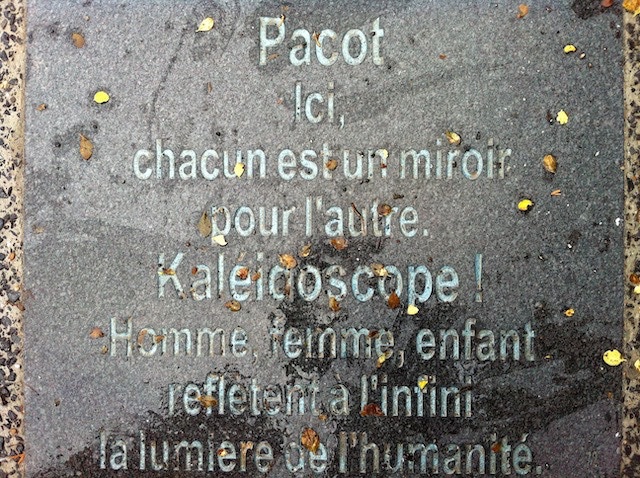 Pacot
Ici,
chacun est un miroir
pour l'autre.
Kaléidoscope !
Homme, femme, enfant
reflètent à l'infini
la lumière de l'humanité.